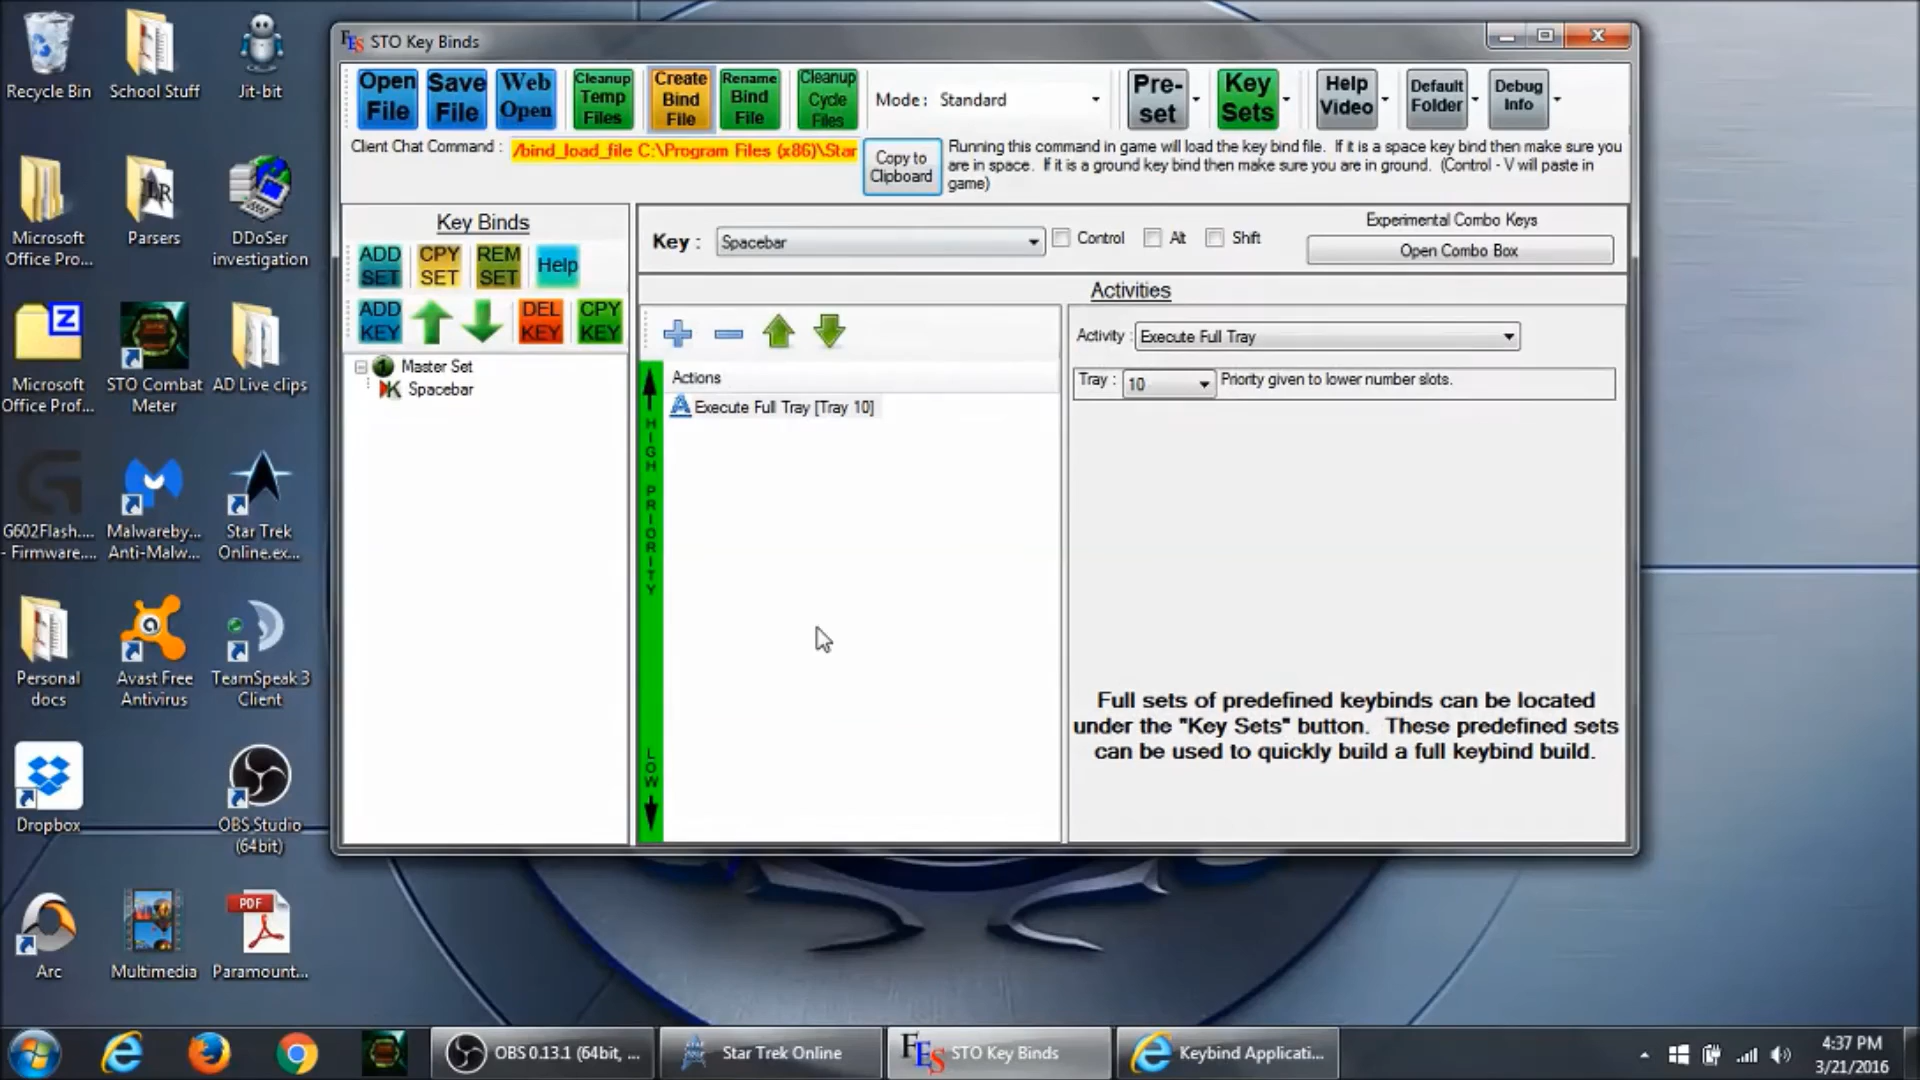 Recycle Bin
School Stuff
Jit-bit
Microsoft
Office Pro...
Parsers
DDoSer
investigation
Microsoft
Office Prof...
STO Combat
Meter
AD Live clips
G602Flash....
- Firmware....
Malwareby...
Anti-Malw...
Star Trek
Online.ex...
Personal
docs
Avast Free
Antivirus
TeamSpeak 3
Client
Dropbox
OBS Studio
(64bit)
Arc
Multimedia
PDF
Paramount...
FES STO Key Binds
Open
File
Save
File
Web
Open
Cleanup
Temp
Files
Create
Bind
File
Rename
Bind
File
Cleanup
Cycle
Files
Mode: Standard
Pre-
set
Key
Sets
Help
Video
Default
Folder
Debug
Info
Client Chat Command : /bind_load_file C:\Program Files (x86)\Star
Copy to
Clipboard
Running this command in game will load the key bind file. If it is a space key bind then make sure you
are in space. If it is a ground key bind then make sure you are in ground. (Control - V will paste in
game)
Key Binds
ADD
SET
CPY
SET
REM
SET
Help
ADD
KEY
DEL
KEY
CPY
KEY
1 Master Set
K Spacebar
Key : Spacebar
Control
Alt
Shift
Experimental Combo Keys
Open Combo Box
Activities
Actions
Execute Full Tray [Tray 10]
HIGH PRIORITY
LOW
Activity : Execute Full Tray
Tray : 10 Priority given to lower number slots.
Full sets of predefined keybinds can be located
under the "Key Sets" button. These predefined sets
can be used to quickly build a full keybind build.
OBS 0.13.1 (64bit, ...
Star Trek Online
FES STO Key Binds
Keybind Applicati...
4:37 PM
3/21/2016